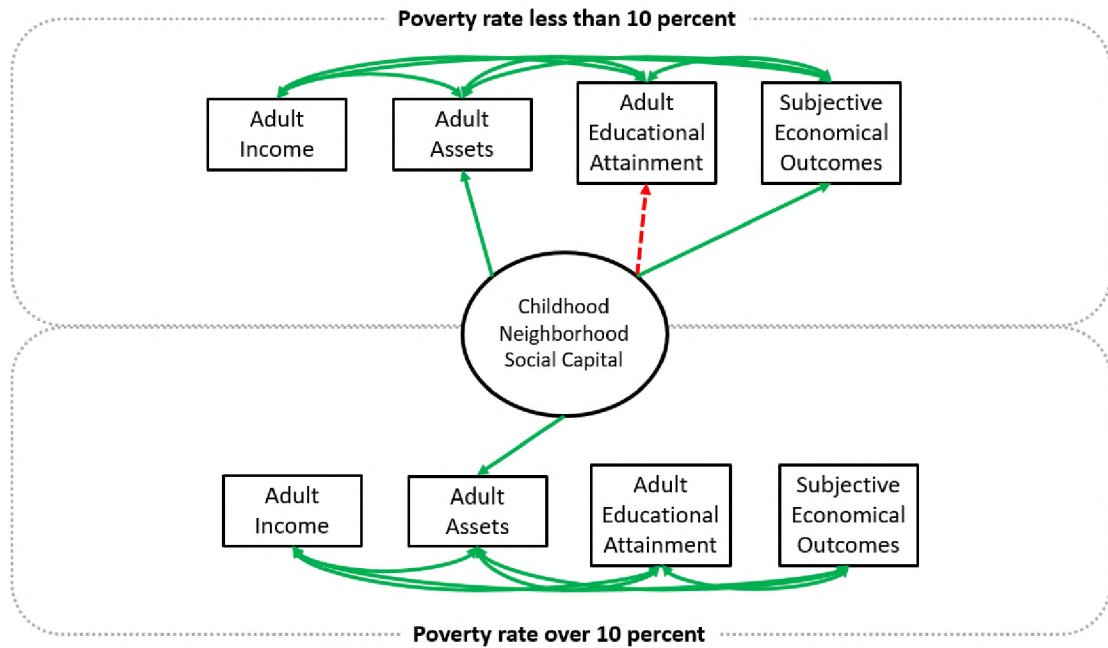 Poverty rate less than 10 percent
Adult
Income
Adult
Assets
Adult
Educational
Attainment
Subjective
Economical
Outcomes
Childhood
Neighborhood
Social Capital
Adult
Income
Adult
Assets
Adult
Educational
Attainment
Subjective
Economical
Outcomes
Poverty rate over 10 percent